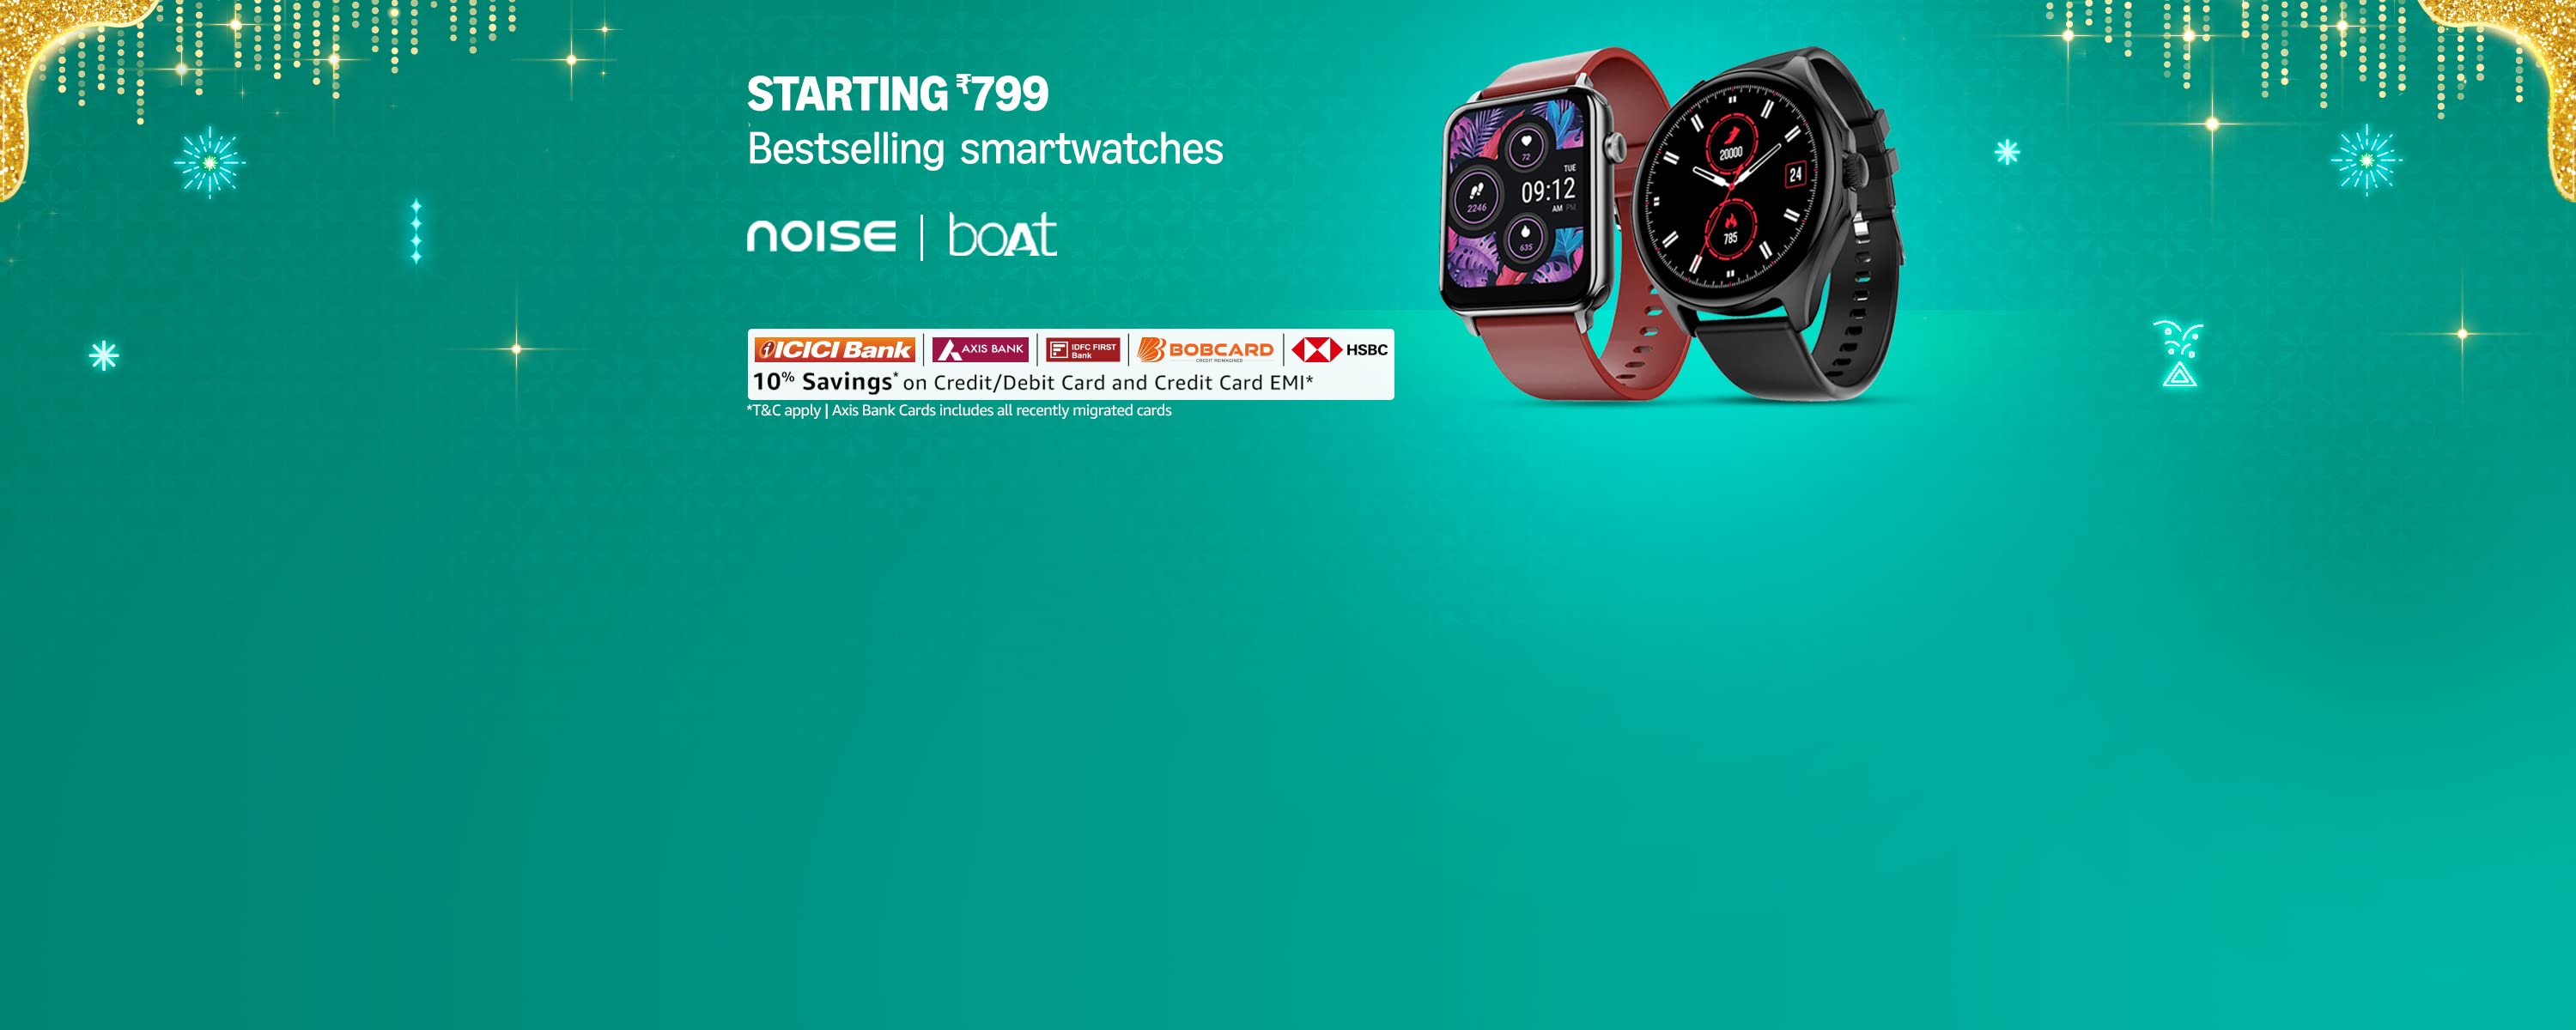 STARTING ₹799
Bestselling smartwatches
noise | boAt
ICICI Bank | AXIS BANK | IDFC FIRST Bank | BOBCARD CREDIT REIMAGINED | HSBC
10% Savings* on Credit/Debit Card and Credit Card EMI*
*T&C apply | Axis Bank Cards includes all recently migrated cards
72
2246
TUE
09:12
AM PM
635
20000
24
785